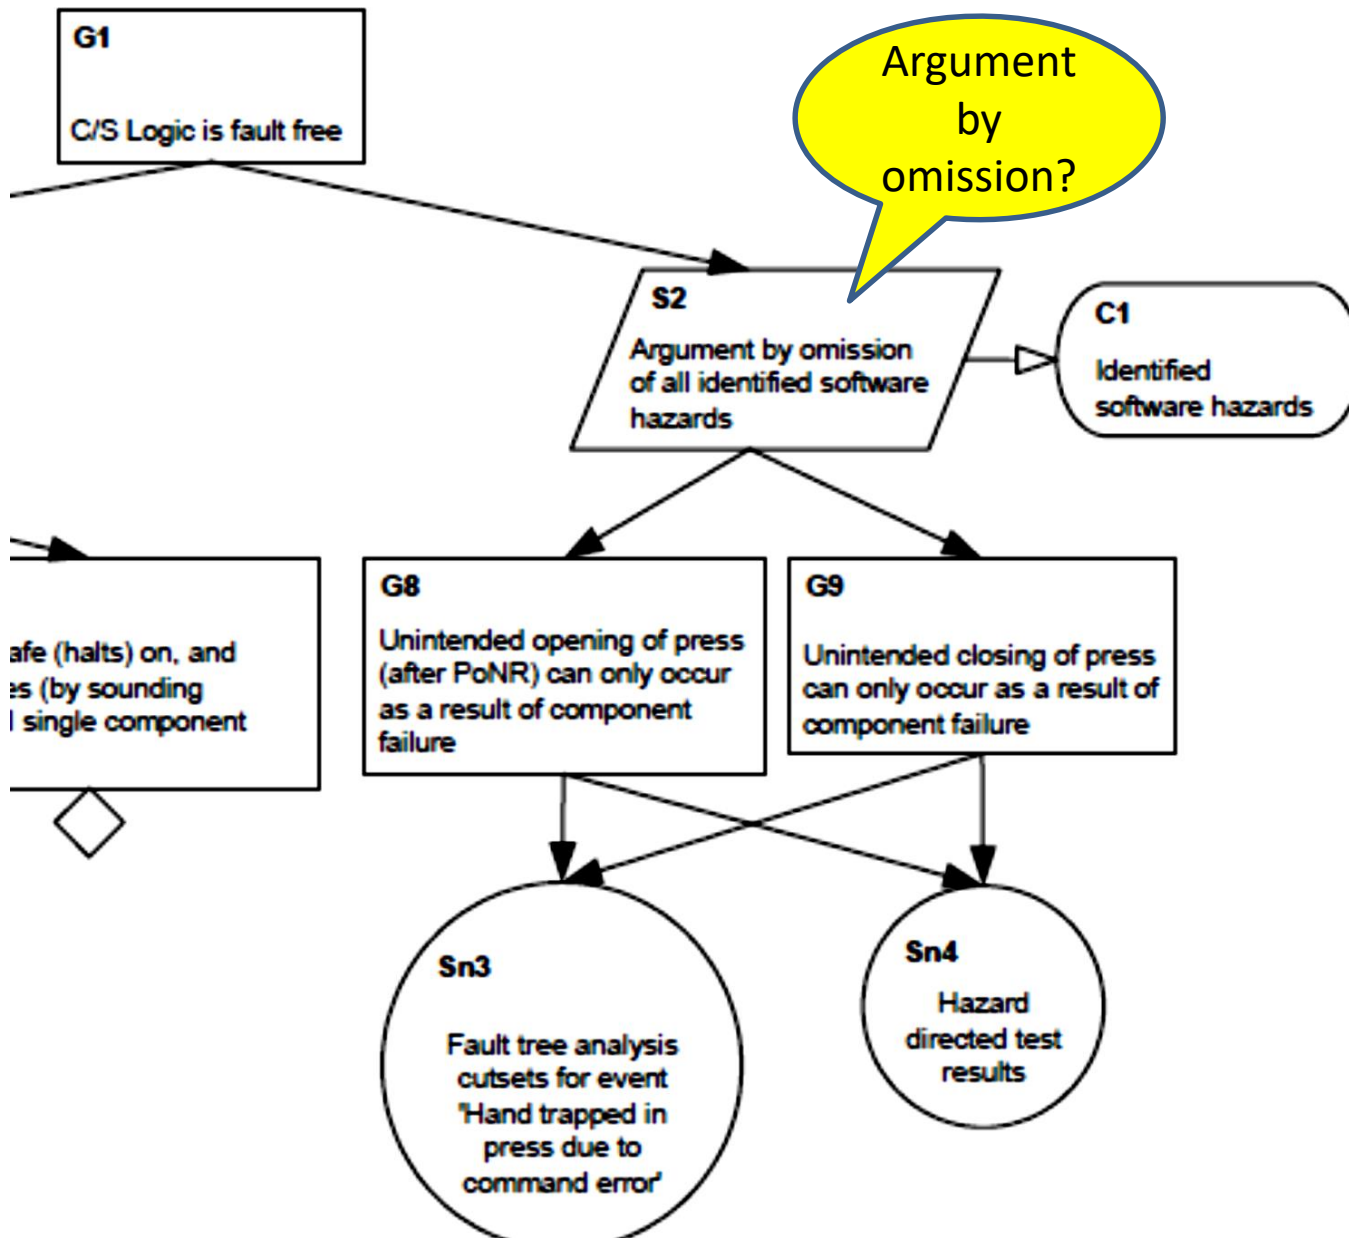 G1
C/S Logic is fault free
Argument
by
omission?
S2
Argument by omission
of all identified software
hazards
C1
Identified
software hazards
afe (halts) on, and
es (by sounding
single component
G8
Unintended opening of press
(after PoNR) can only occur
as a result of component
failure
G9
Unintended closing of press
can only occur as a result of
component failure
Sn3
Fault tree analysis
cutsets for event
'Hand trapped in
press due to
command error'
Sn4
Hazard
directed test
results